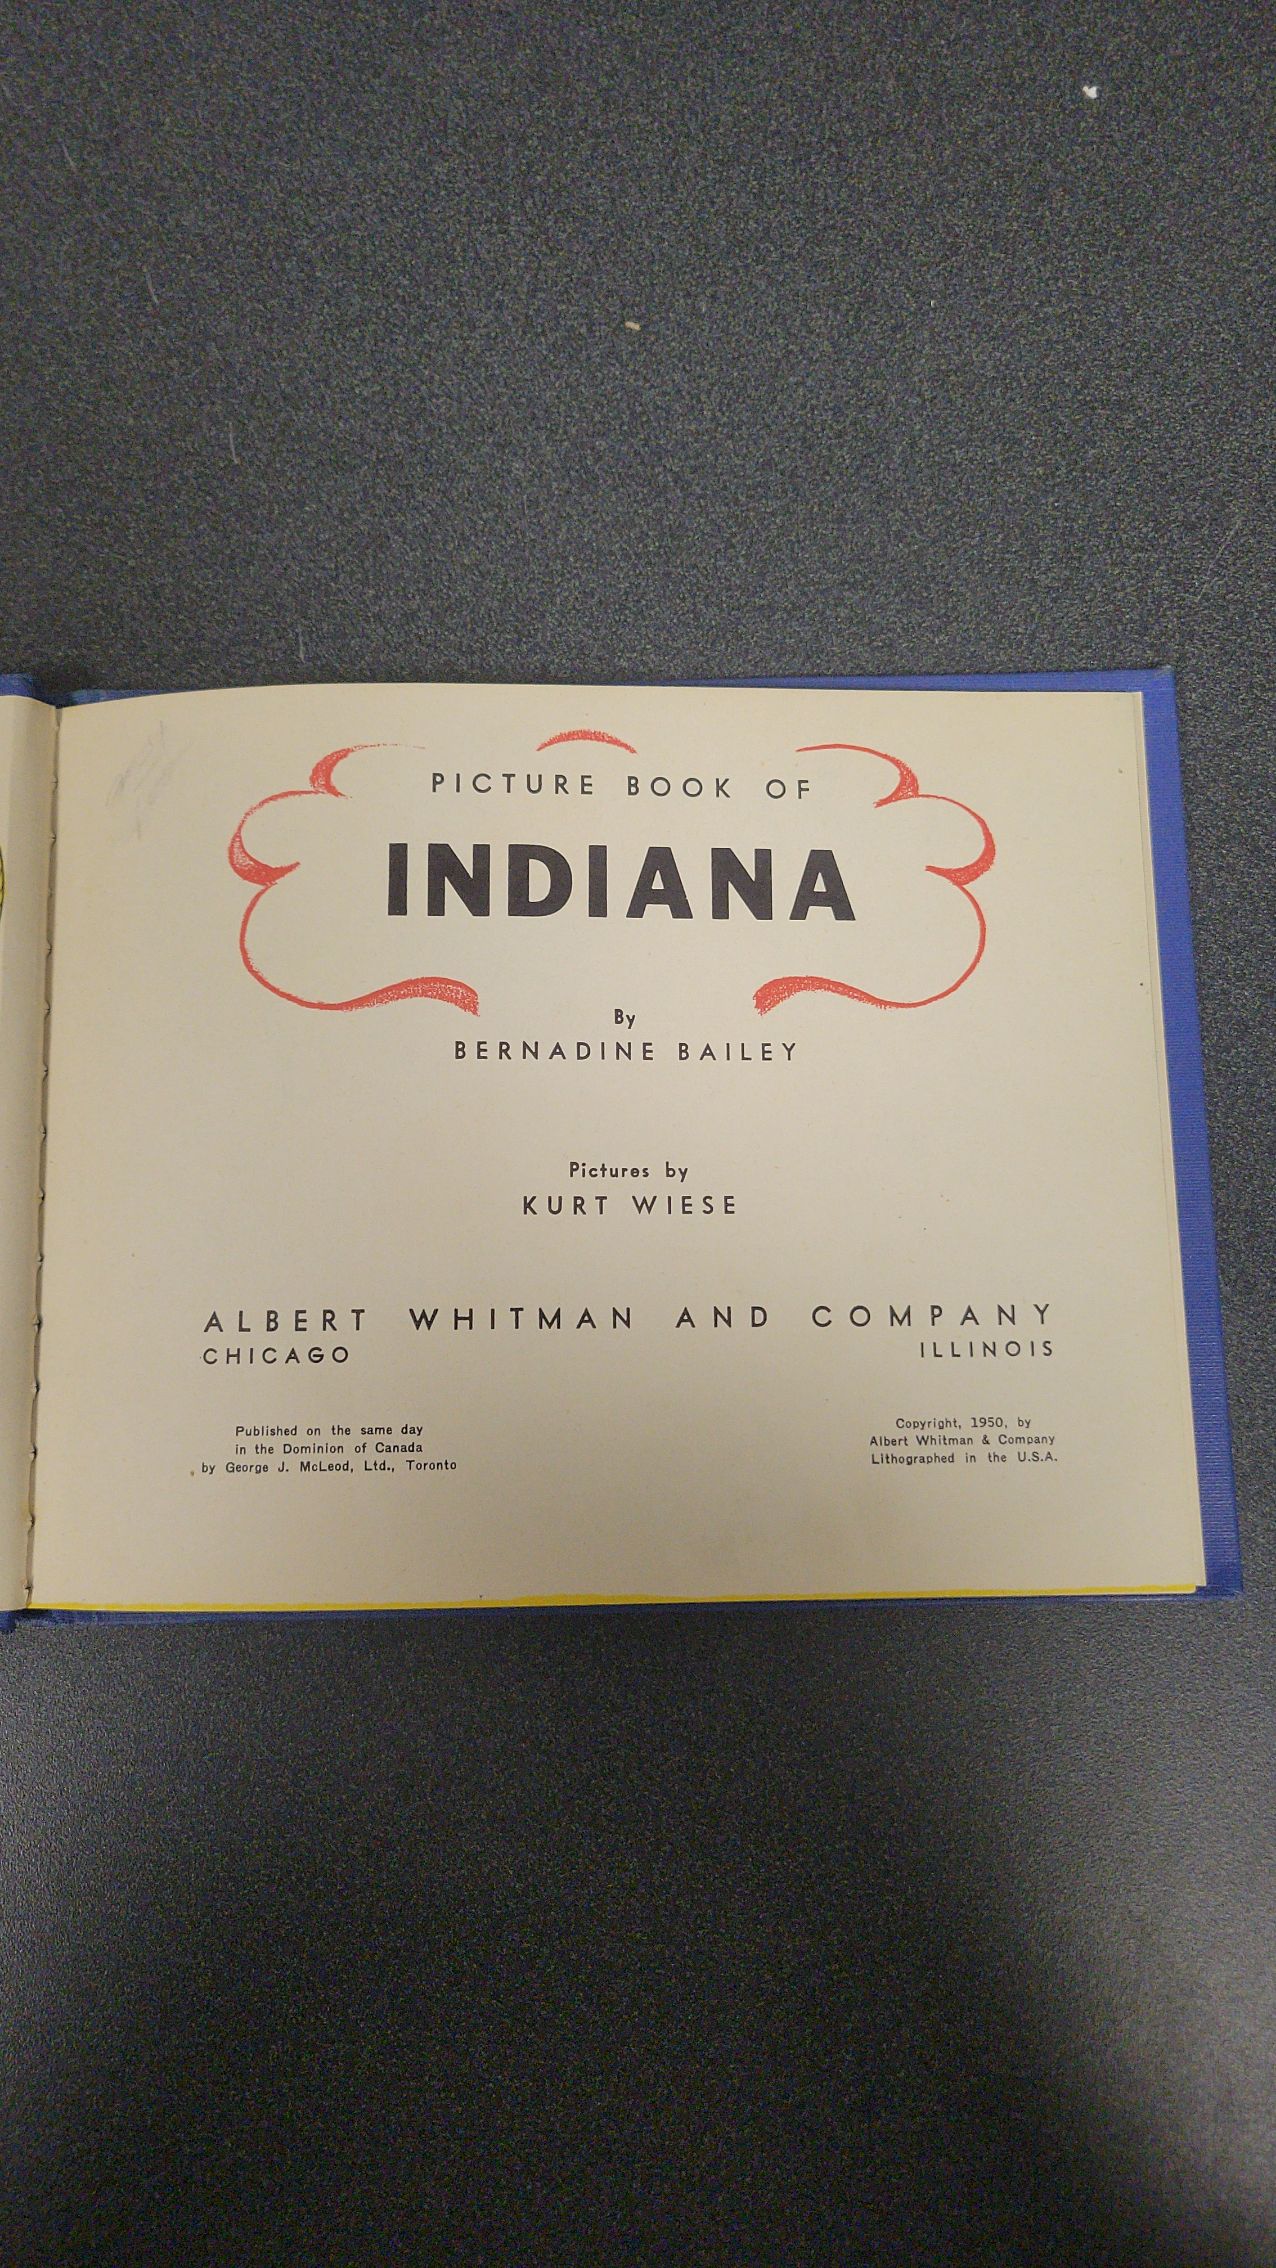 PICTURE BOOK OF
INDIANA
By
BERNADINE BAILEY
Pictures by
KURT WIESE
ALBERT WHITMAN AND COMPANY
CHICAGO ILLINOIS
Published on the same day
in the Dominion of Canada
by George J. McLeod, Ltd., Toronto
Copyright, 1950, by
Albert Whitman & Company
Lithographed in the U.S.A.